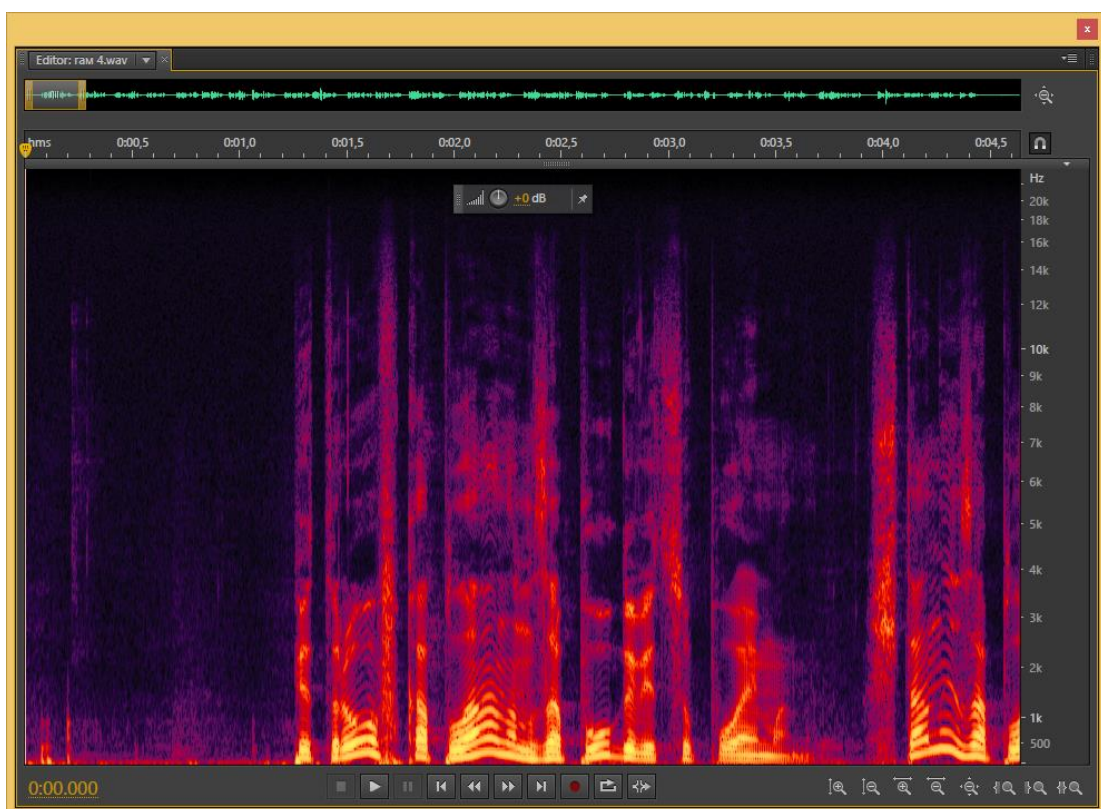 x
Editor: гам 4.wav
hms 0:00,5 0:01,0 0:01,5 0:02,0 0:02,5 0:03,0 0:03,5 0:04,0 0:04,5
+0 dB
Hz
20k
18k
16k
14k
12k
10k
9k
8k
7k
6k
5k
4k
3k
2k
1k
500
0:00.000